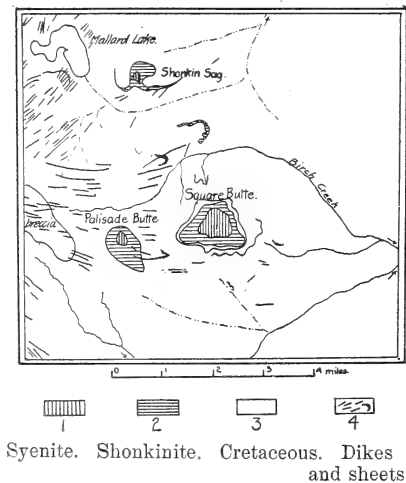 Mallard Lake.
Shonkin Sag.
Birch Creek
Square Butte.
Palisade Butte
breccia
0 1 2 3 4 miles.
1 2 3 4
Syenite. Shonkinite. Cretaceous. Dikes
and sheets